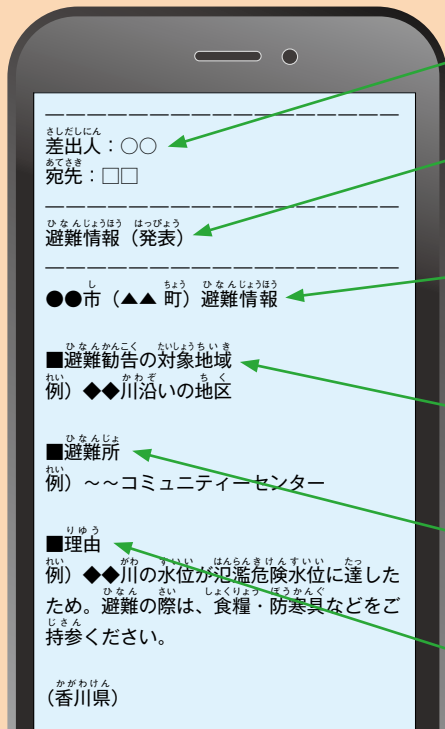 差出人：○○
宛先：□□
避難情報（発表）
●●市（▲▲ 町）避難情報
■避難勧告の対象地域
例）◆◆川沿いの地区
■避難所
例）～～コミュニティーセンター
■理由
例）◆◆川の水位が氾濫危険水位に達した
ため。避難の際は、食糧・防寒具などをご
持参ください。
（香川県）